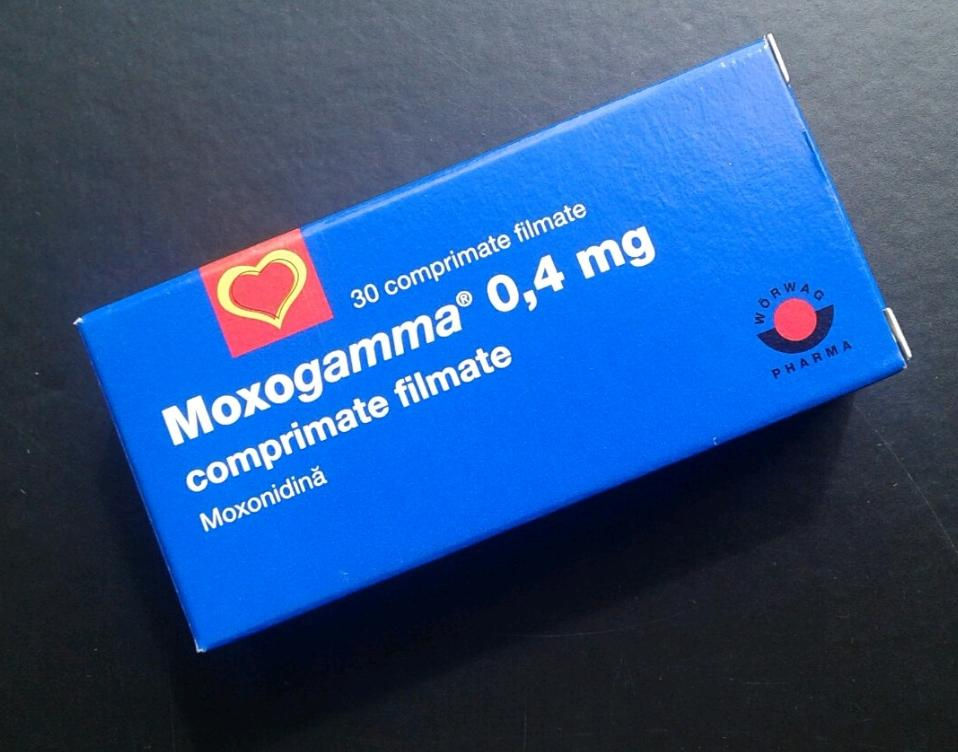 30 comprimate filmate
Moxogamma® 0,4 mg
comprimate filmate
Moxonidină
WÖRWAG
PHARMA